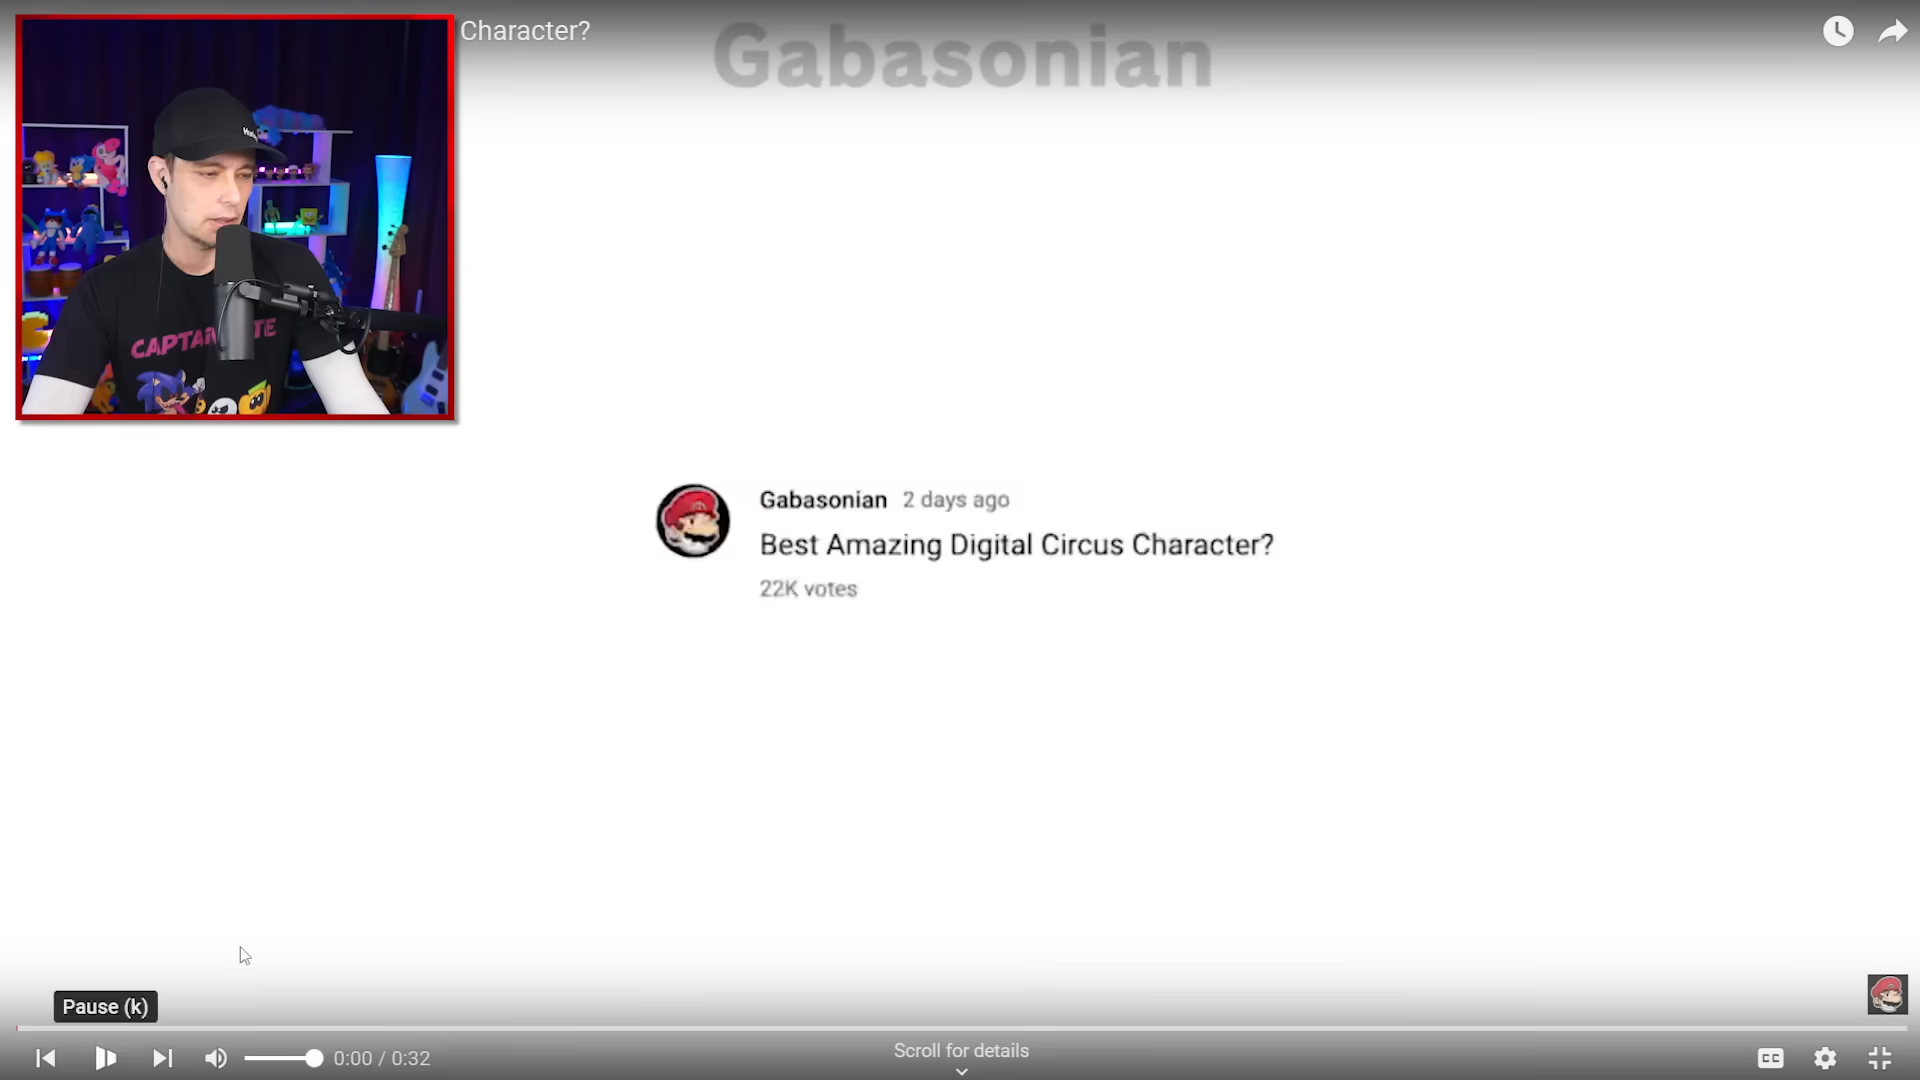 Character?
Gabasonian
Gabasonian 2 days ago
Best Amazing Digital Circus Character?
22K votes
Pause (k)
0:00 / 0:32
Scroll for details
CC